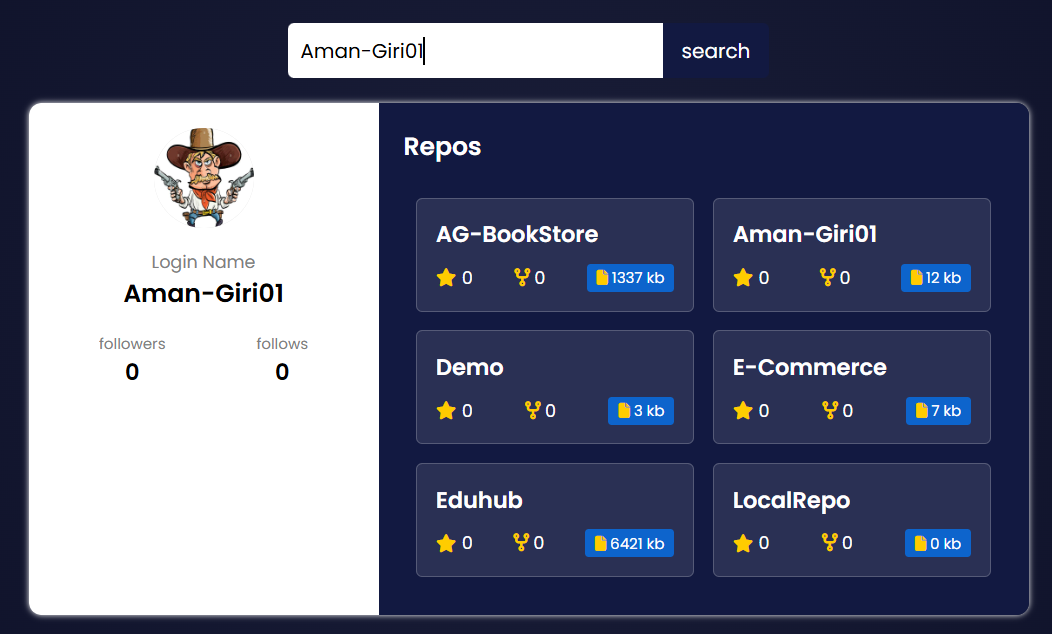 Aman-Giri01
search
Login Name
Aman-Giri01
followers
follows
0
0
Repos
AG-BookStore
0
0
1337 kb
Aman-Giri01
0
0
12 kb
Demo
0
0
3 kb
E-Commerce
0
0
7 kb
Eduhub
0
0
6421 kb
LocalRepo
0
0
0 kb